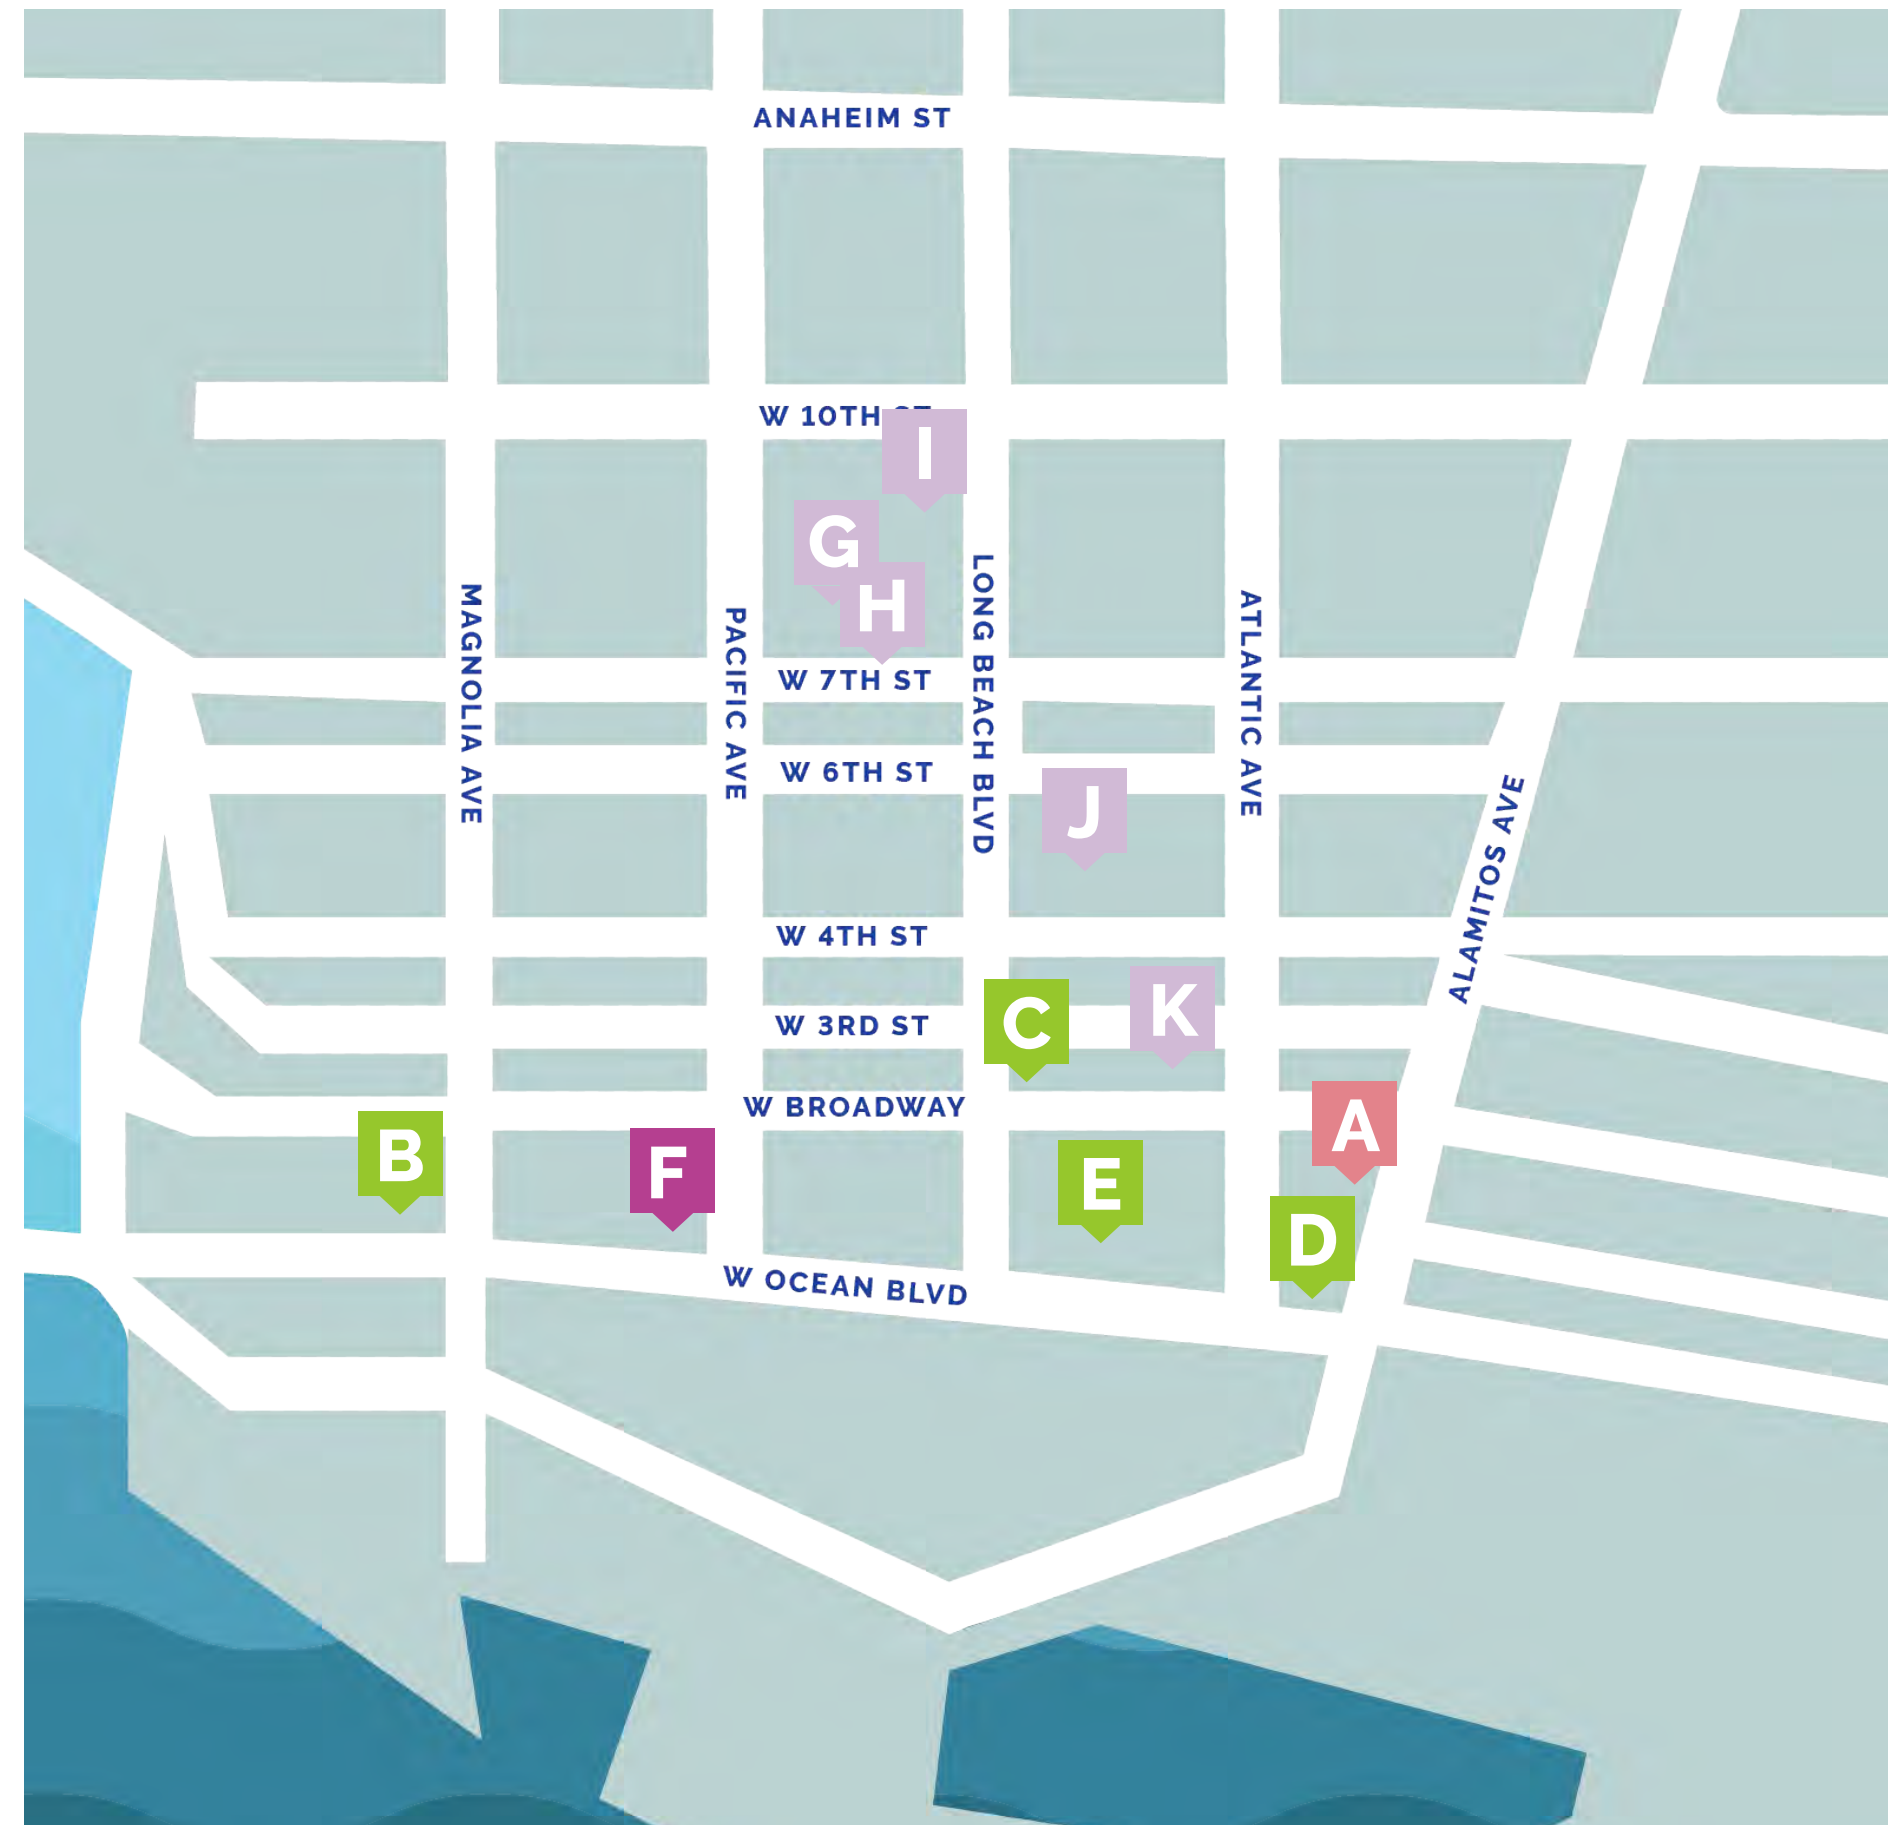 ANAHEIM ST
W 10TH ST
I
G
H
MAGNOLIA AVE
PACIFIC AVE
LONG BEACH BLVD
ATLANTIC AVE
W 7TH ST
W 6TH ST
J
ALAMITOS AVE
W 4TH ST
C
K
W 3RD ST
W BROADWAY
A
B
F
E
D
W OCEAN BLVD